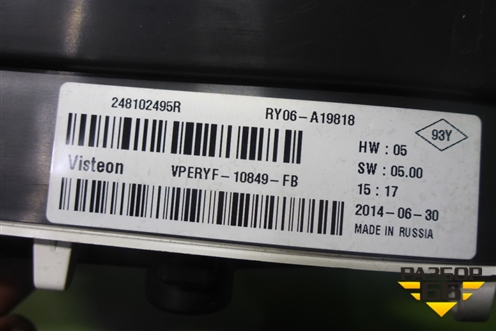 248102495R RY06-A19818
93Y
HW : 05
Visteon VPERYF-10849-FB
SW : 05.00
15 : 17
2014-06-30
MADE IN RUSSIA
РАЗБОР